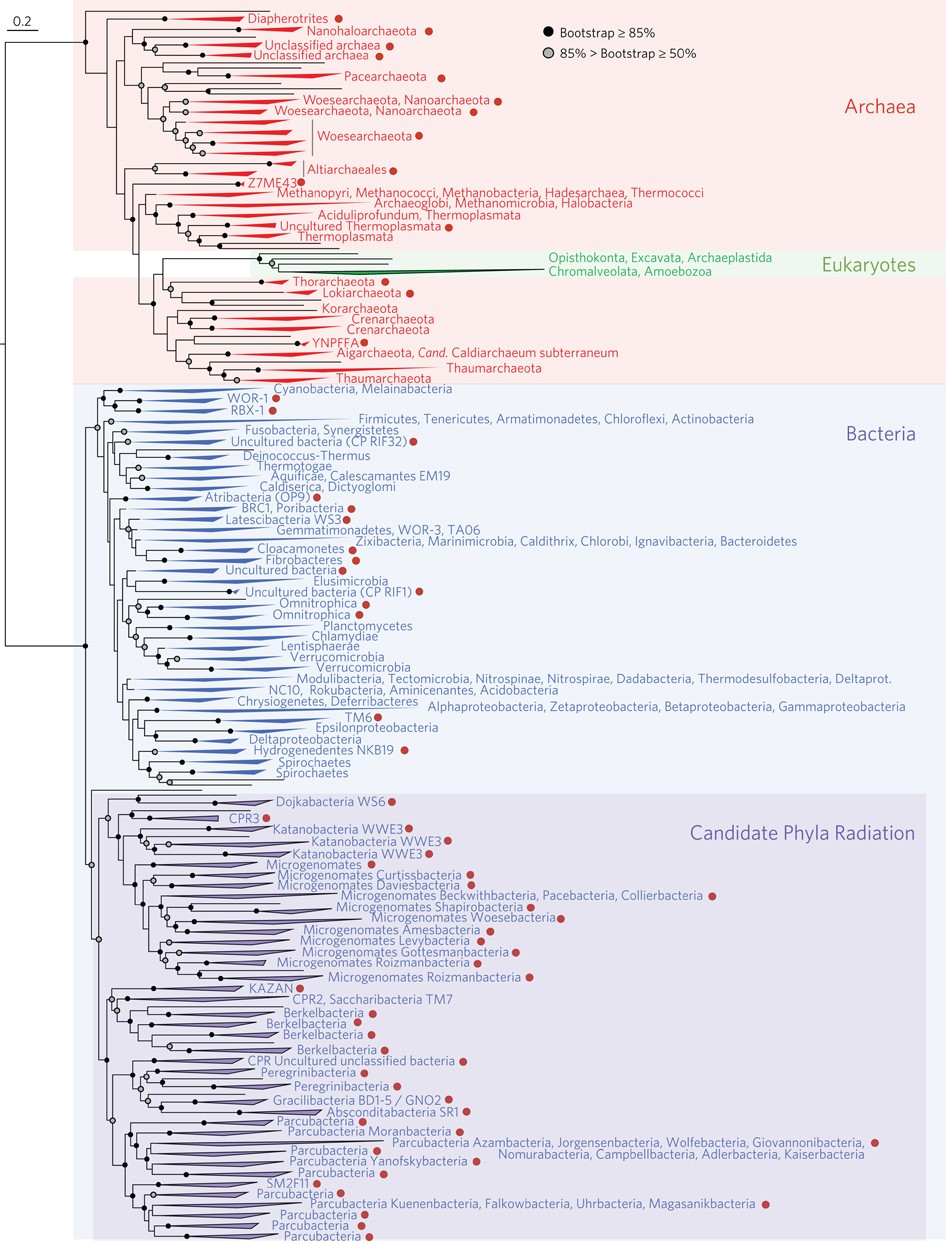 0.2
Bootstrap ≥ 85%
85% > Bootstrap ≥ 50%
Archaea
Diapherotrites
Nanohaloarchaeota
Unclassified archaea
Unclassified archaea
Pacearchaeota
Woesearchaeota, Nanoarchaeota
Woesearchaeota, Nanoarchaeota
Woesearchaeota
Altiarchaeales
Z7ME43
Methanopyri, Methanococci, Methanobacteria, Hadesarchaea, Thermococci
Archaeoglobi, Methanomicrobia, Halobacteria
Aciduliprofundum, Thermoplasmata
Uncultured Thermoplasmata
Thermoplasmata
Opisthokonta, Excavata, Archaeplastida
Chromalveolata, Amoebozoa
Eukaryotes
Thorarchaeota
Lokiarchaeota
Korarchaeota
Crenarchaeota
Crenarchaeota
YNPFFA
Aigarchaeota, Cand. Caldiarchaeum subterraneum
Thaumarchaeota
Thaumarchaeota
Cyanobacteria, Melainabacteria
WOR-1
RBX-1
Bacteria
Firmicutes, Tenericutes, Armatimonadetes, Chloroflexi, Actinobacteria
Fusobacteria, Synergistetes
Uncultured bacteria (CP RIF32)
Deinococcus-Thermus
Thermotogae
Aquificae, Calescamantes EM19
Caldiserica, Dictyoglomi
Atribacteria (OP9)
BRC1, Poribacteria
Latescibacteria WS3
Gemmatimonadetes, WOR-3, TA06
Zixibacteria, Marinimicrobia, Caldithrix, Chlorobi, Ignavibacteria, Bacteroidetes
Cloacamonetes
Fibrobacteres
Uncultured bacteria
Elusimicrobia
Uncultured bacteria (CP RIF1)
Omnitrophica
Omnitrophica
Planctomycetes
Chlamydiae
Lentisphaerae
Verrucomicrobia
Verrucomicrobia
Modulibacteria, Tectomicrobia, Nitrospinae, Nitrospirae, Dadabacteria, Thermodesulfobacteria, Deltaprot.
NC10, Rokubacteria, Aminicenantes, Acidobacteria
Chrysiogenetes, Deferribacteres
Alphaproteobacteria, Zetaproteobacteria, Betaproteobacteria, Gammaproteobacteria
TM6
Epsilonproteobacteria
Deltaproteobacteria
Hydrogenedentes NKB19
Spirochaetes
Spirochaetes
Dojkabacteria WS6
CPR3
Candidate Phyla Radiation
Katanobacteria WWE3
Katanobacteria WWE3
Katanobacteria WWE3
Microgenomates
Microgenomates Curtissbacteria
Microgenomates Daviesbacteria
Microgenomates Beckwithbacteria, Pacebacteria, Collierbacteria
Microgenomates Shapirobacteria
Microgenomates Woesebacteria
Microgenomates Amesbacteria
Microgenomates Levybacteria
Microgenomates Gottesmanbacteria
Microgenomates Roizmanbacteria
Microgenomates Roizmanbacteria
KAZAN
CPR2, Saccharibacteria TM7
Berkelbacteria
Berkelbacteria
Berkelbacteria
Berkelbacteria
CPR Uncultured unclassified bacteria
Peregrinibacteria
Peregrinibacteria
Gracilibacteria BD1-5 / GNO2
Absconditabacteria SR1
Parcubacteria
Parcubacteria Moranbacteria
Parcubacteria Azambacteria, Jorgensenbacteria, Wolfebacteria, Giovannonibacteria,
Nomurabacteria, Campbellbacteria, Adlerbacteria, Kaiserbacteria
Parcubacteria
Parcubacteria Yanofskybacteria
Parcubacteria
SM2F11
Parcubacteria
Parcubacteria Kuenenbacteria, Falkowbacteria, Uhrbacteria, Magasanikbacteria
Parcubacteria
Parcubacteria
Parcubacteria